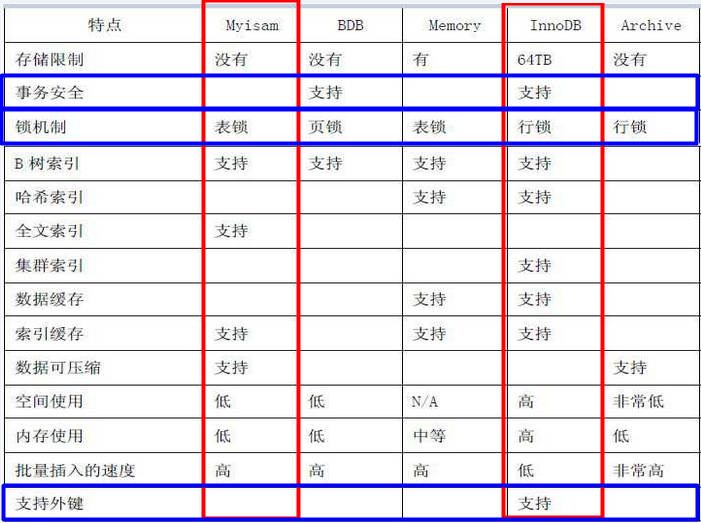 特点 Myisam BDB Memory InnoDB Archive
存储限制 没有 没有 有 64TB 没有
事务安全 支持 支持
锁机制 表锁 页锁 表锁 行锁 行锁
B 树索引 支持 支持 支持 支持
哈希索引 支持 支持
全文索引 支持
集群索引 支持
数据缓存 支持 支持
索引缓存 支持 支持 支持
数据可压缩 支持 支持
空间使用 低 低 N/A 高 非常低
内存使用 低 低 中等 高 低
批量插入的速度 高 高 高 低 非常高
支持外键 支持